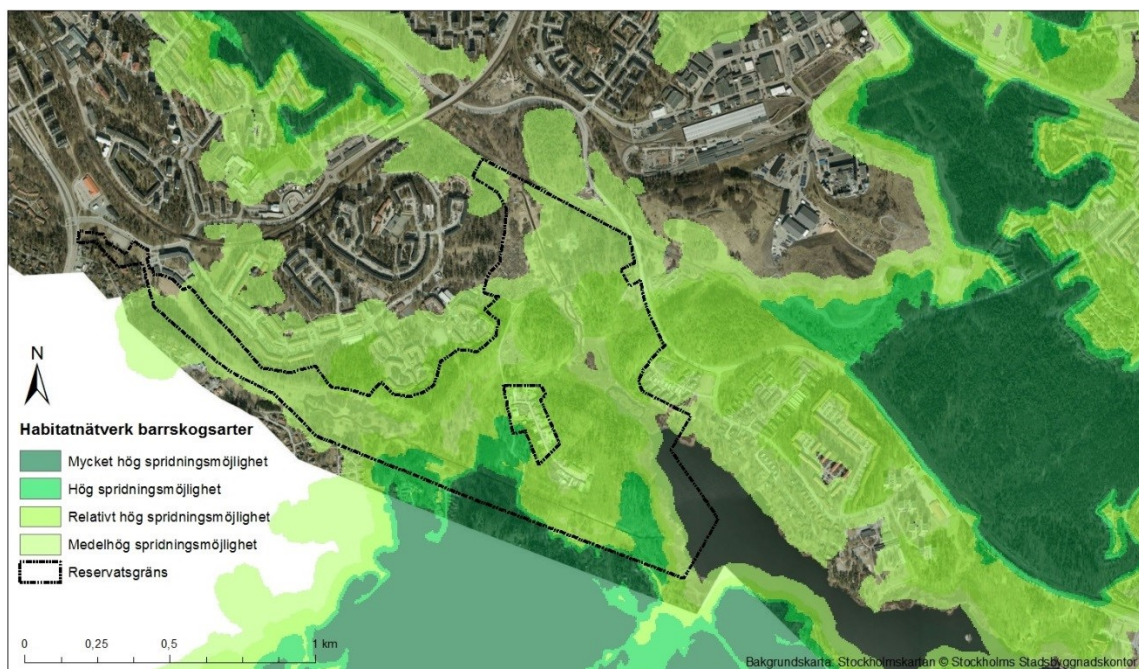 N
Habitatnätverk barrskogsarter
Mycket hög spridningsmöjlighet
Hög spridningsmöjlighet
Relativt hög spridningsmöjlighet
Medelhög spridningsmöjlighet
Reservatsgräns
0 0,25 0,5 1 km
Bakgrundskarta: Stockholmskartan © Stockholms Stadsbyggnadskontor